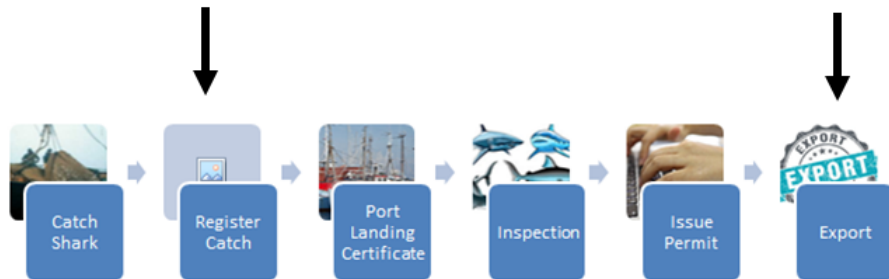 Catch
Shark
Register
Catch
Port
Landing
Certificate
Inspection
Issue
Permit
EXPORT
EXPORT
Export